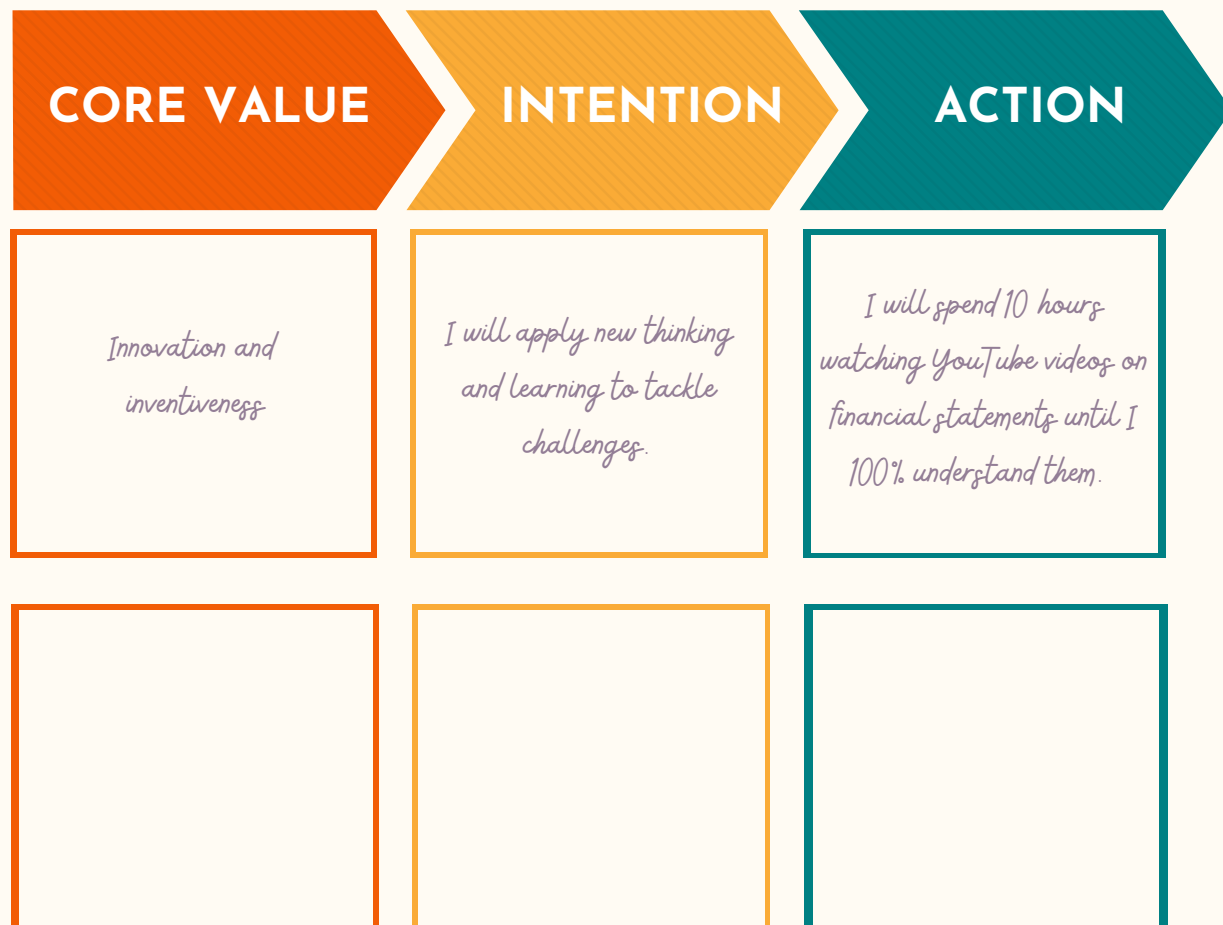 CORE VALUE
INTENTION
ACTION
Innovation and
inventiveness
I will apply new thinking
and learning to tackle
challenges.
I will spend 10 hours
watching YouTube videos on
financial statements until I
100% understand them.